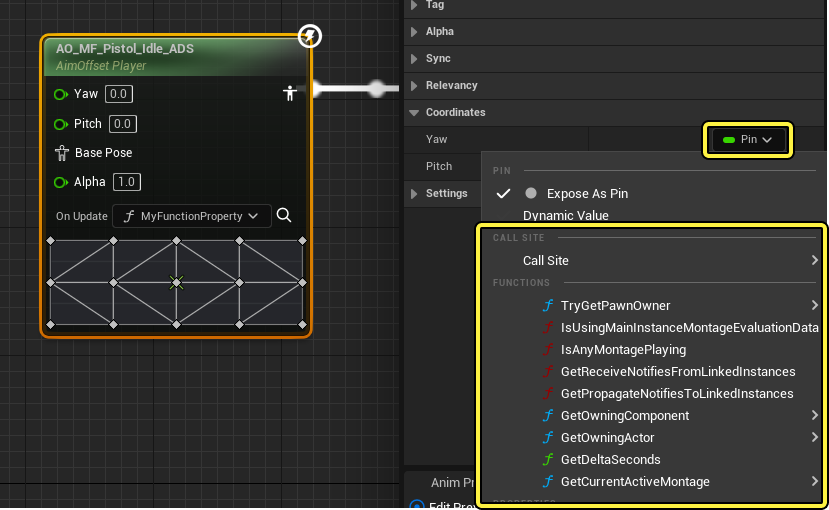 AO_MF_Pistol_Idle_ADS
AimOffset Player
Yaw 0.0
Pitch 0.0
Base Pose
Alpha 1.0
On Update f MyFunctionProperty
Tag
Alpha
Sync
Relevancy
Coordinates
Yaw Pin
Pitch
Settings
PIN
Expose As Pin
Dynamic Value
CALL SITE
Call Site
FUNCTIONS
f TryGetPawnOwner
f IsUsingMainInstanceMontageEvaluationData
f IsAnyMontagePlaying
f GetReceiveNotifiesFromLinkedInstances
f GetPropagateNotifiesToLinkedInstances
f GetOwningComponent
f GetOwningActor
f GetDeltaSeconds
f GetCurrentActiveMontage
PROPERTIES
Anim Pr
Edit Prev